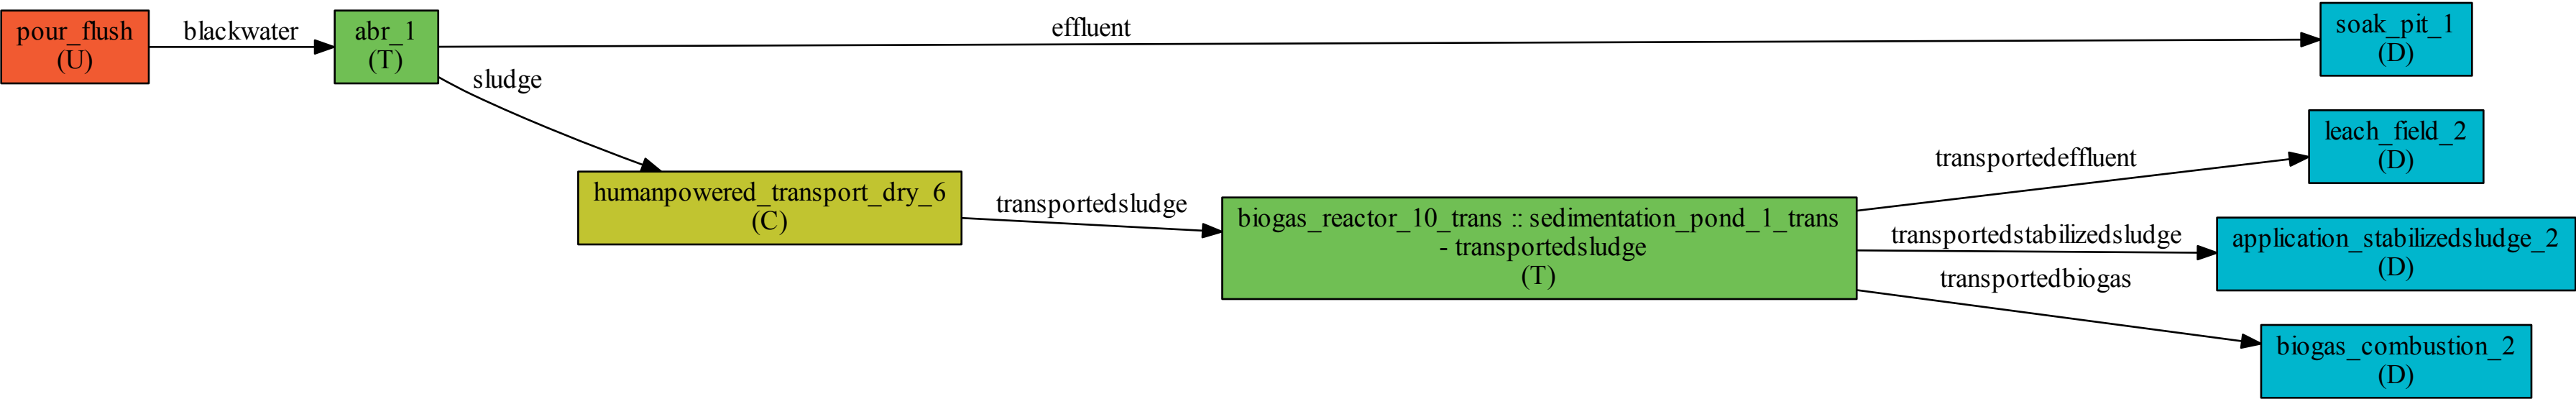 pour_flush
(U)
blackwater
abr_1
(T)
effluent
soak_pit_1
(D)
sludge
humanpowered_transport_dry_6
(C)
transportedsludge
biogas_reactor_10_trans :: sedimentation_pond_1_trans
- transportedsludge
(T)
transportedeffluent
leach_field_2
(D)
transportedstabilizedsludge
application_stabilizedsludge_2
(D)
transportedbiogas
biogas_combustion_2
(D)